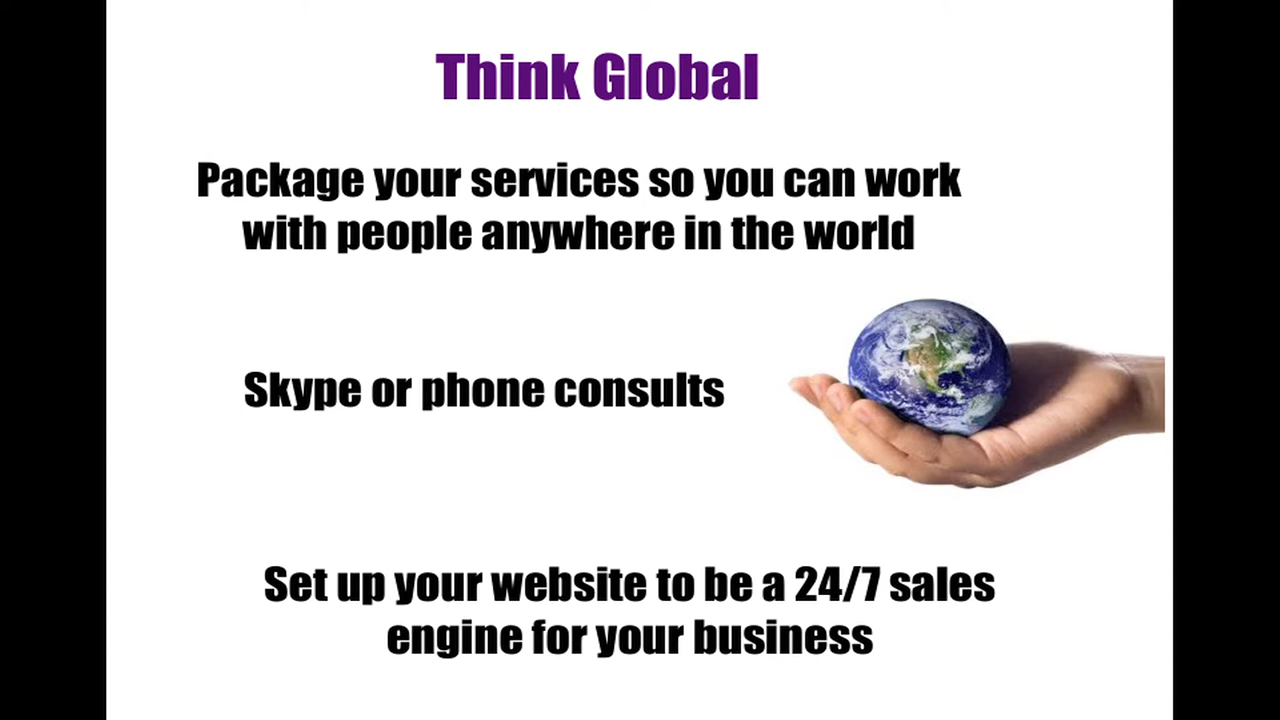 Think Global
Package your services so you can work
with people anywhere in the world
Skype or phone consults
Set up your website to be a 24/7 sales
engine for your business